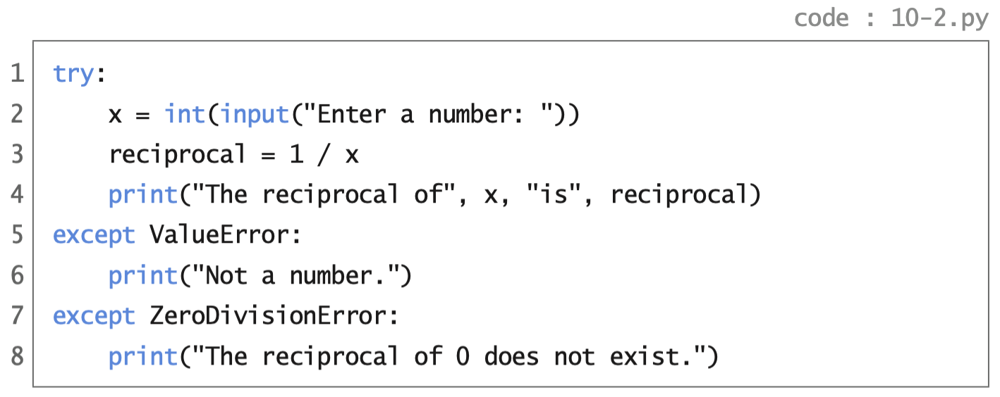 code : 10-2.py
1 try:
2     x = int(input("Enter a number: "))
3     reciprocal = 1 / x
4     print("The reciprocal of", x, "is", reciprocal)
5 except ValueError:
6     print("Not a number.")
7 except ZeroDivisionError:
8     print("The reciprocal of 0 does not exist.")